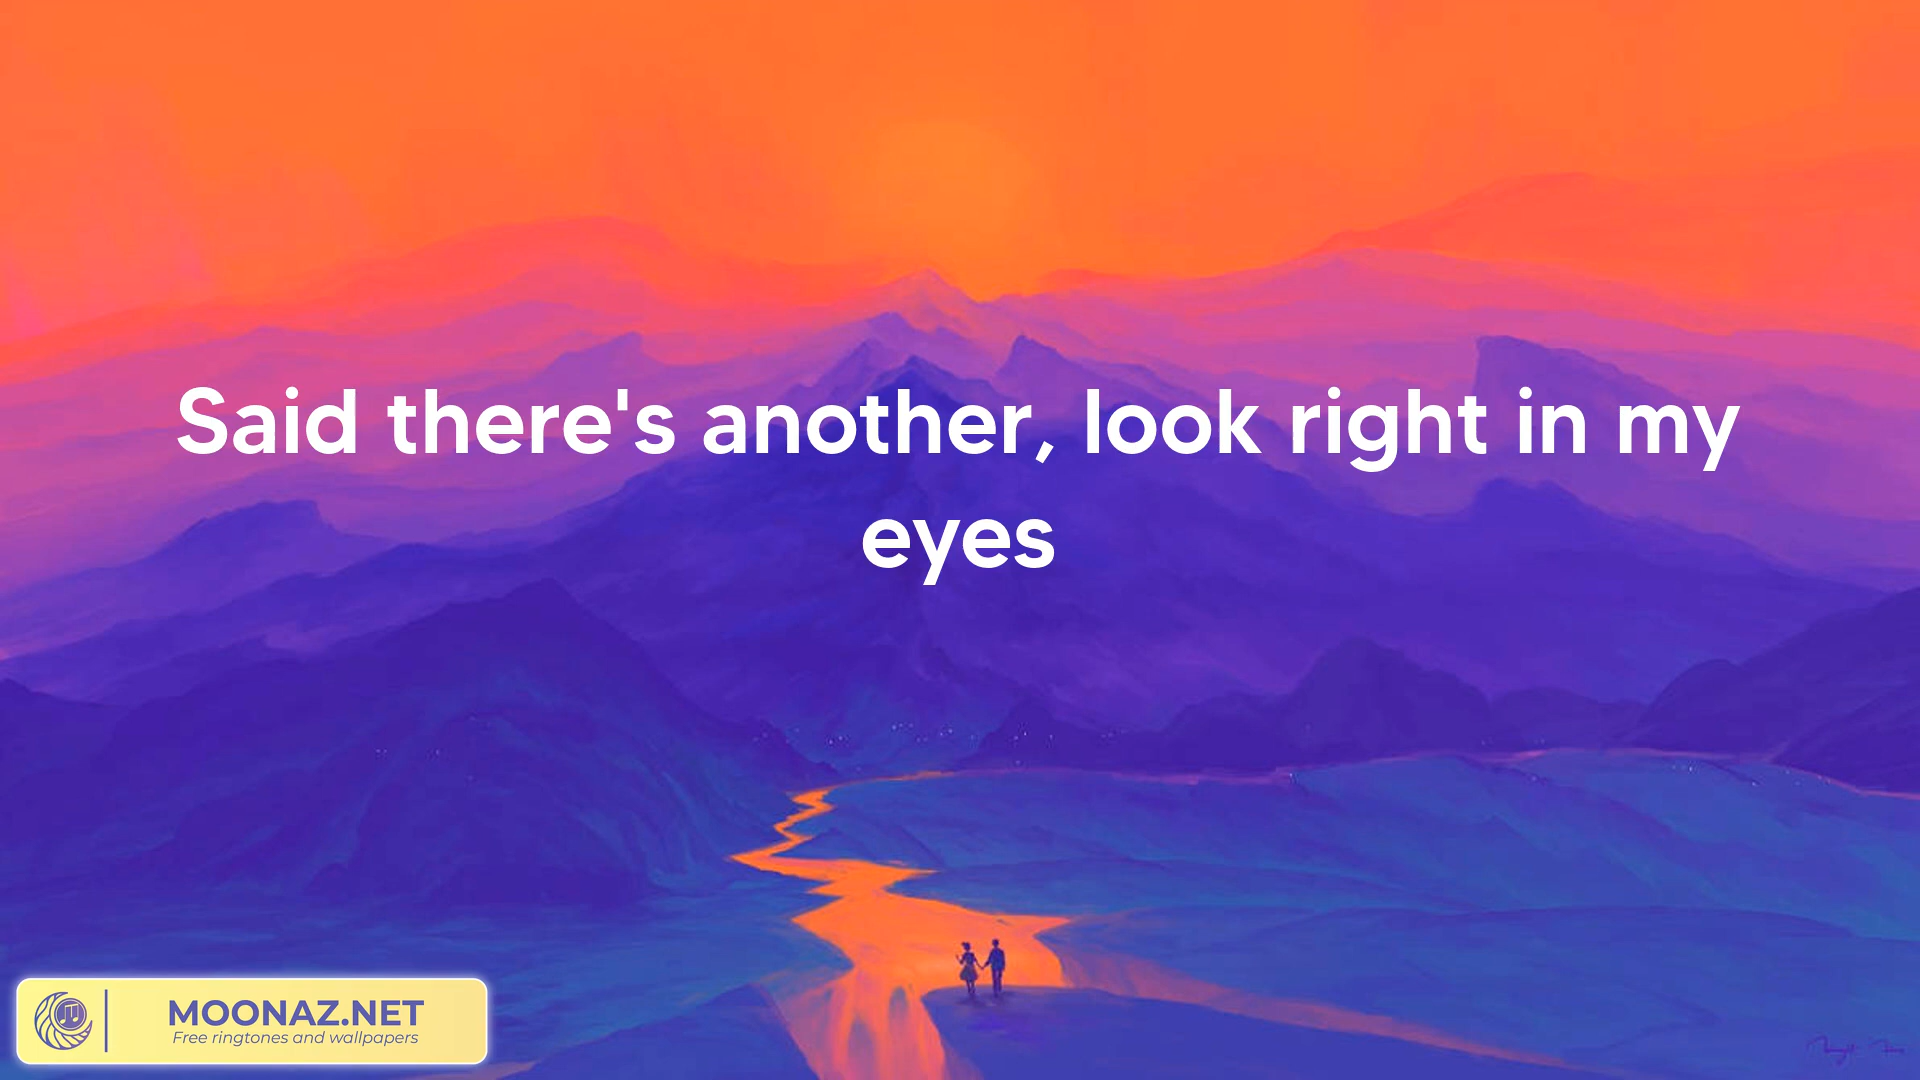 Said there's another, look right in my
eyes
MOONAZ.NET
Free ringtones and wallpapers